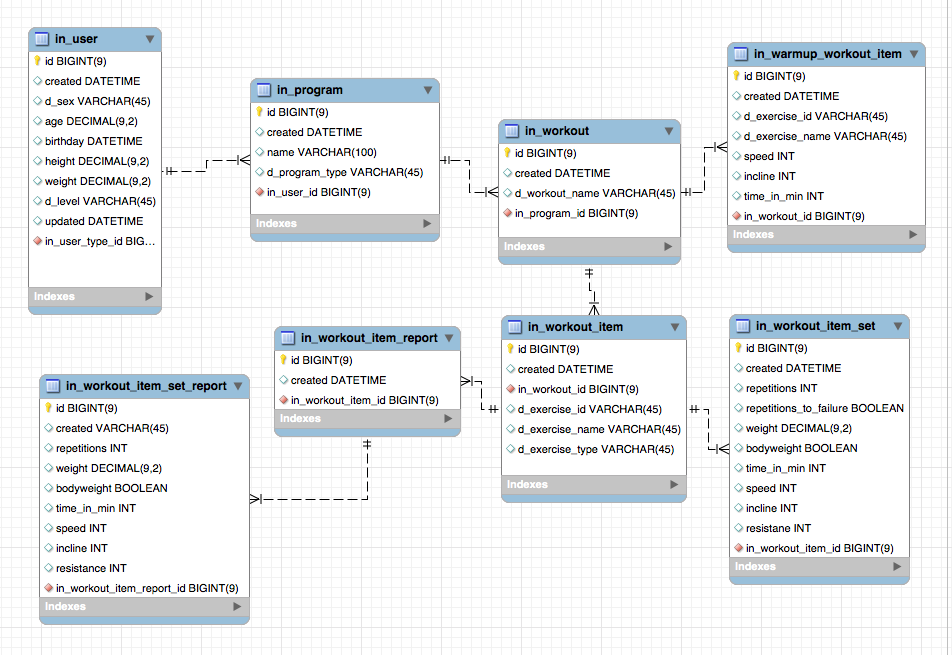 in_user
id BIGINT(9)
created DATETIME
d_sex VARCHAR(45)
age DECIMAL(9,2)
birthday DATETIME
height DECIMAL(9,2)
weight DECIMAL(9,2)
d_level VARCHAR(45)
updated DATETIME
in_user_type_id BIG...
Indexes
in_program
id BIGINT(9)
created DATETIME
name VARCHAR(100)
d_program_type VARCHAR(45)
in_user_id BIGINT(9)
Indexes
in_workout
id BIGINT(9)
created DATETIME
d_workout_name VARCHAR(45)
in_program_id BIGINT(9)
Indexes
in_warmup_workout_item
id BIGINT(9)
created DATETIME
d_exercise_id VARCHAR(45)
d_exercise_name VARCHAR(45)
speed INT
incline INT
time_in_min INT
in_workout_id BIGINT(9)
Indexes
in_workout_item_set_report
id BIGINT(9)
created VARCHAR(45)
repetitions INT
weight DECIMAL(9,2)
bodyweight BOOLEAN
time_in_min INT
speed INT
incline INT
resistance INT
in_workout_item_report_id BIGINT(9)
Indexes
in_workout_item_report
id BIGINT(9)
created DATETIME
in_workout_item_id BIGINT(9)
Indexes
in_workout_item
id BIGINT(9)
created DATETIME
in_workout_id BIGINT(9)
d_exercise_id VARCHAR(45)
d_exercise_name VARCHAR(45)
d_exercise_type VARCHAR(45)
Indexes
in_workout_item_set
id BIGINT(9)
created DATETIME
repetitions INT
repetitions_to_failure BOOLEAN
weight DECIMAL(9,2)
bodyweight BOOLEAN
time_in_min INT
speed INT
incline INT
resistane INT
in_workout_item_id BIGINT(9)
Indexes